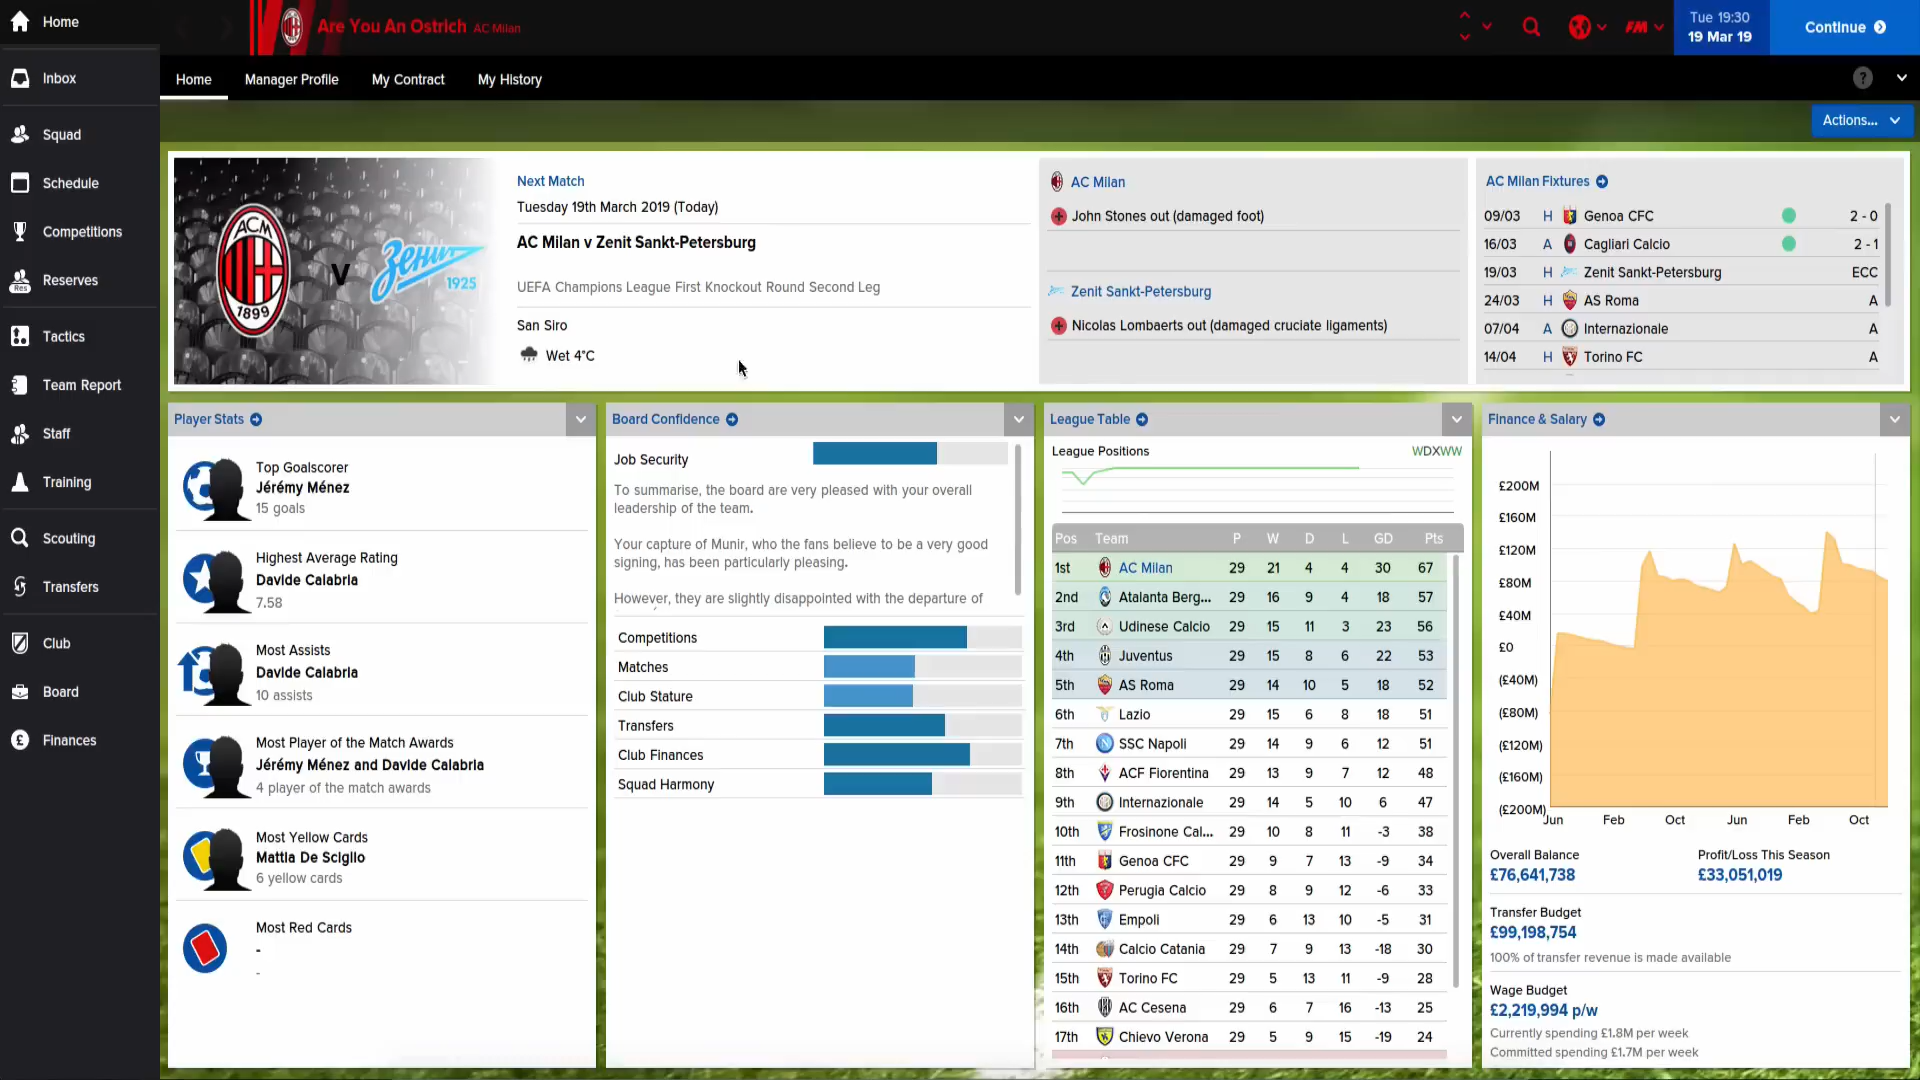 Home
Inbox
Squad
Schedule
Competitions
Res
Reserves
Tactics
Team Report
Staff
Training
Scouting
Transfers
Club
Board
£
Finances
Are You An Ostrich AC Milan
FM
Tue 19:30
19 Mar 19
Continue
Home Manager Profile My Contract My History
?
Actions...
ACM
1899
V
Зенит
1925
Next Match
Tuesday 19th March 2019 (Today)
AC Milan v Zenit Sankt-Petersburg
UEFA Champions League First Knockout Round Second Leg
San Siro
Wet 4°C
AC Milan
John Stones out (damaged foot)
Zenit Sankt-Petersburg
Nicolas Lombaerts out (damaged cruciate ligaments)
AC Milan Fixtures
09/03 H Genoa CFC 2 - 0
16/03 A Cagliari Calcio 2 - 1
19/03 H Zenit Sankt-Petersburg ECC
24/03 H AS Roma A
07/04 A Internazionale A
14/04 H Torino FC A
Player Stats
Top Goalscorer
Jérémy Ménez
15 goals
Highest Average Rating
Davide Calabria
7.58
Most Assists
Davide Calabria
10 assists
Most Player of the Match Awards
Jérémy Ménez and Davide Calabria
4 player of the match awards
Most Yellow Cards
Mattia De Sciglio
6 yellow cards
Most Red Cards
-
-
Board Confidence
Job Security
To summarise, the board are very pleased with your overall
leadership of the team.
Your capture of Munir, who the fans believe to be a very good
signing, has been particularly pleasing.
However, they are slightly disappointed with the departure of
Competitions
Matches
Club Stature
Transfers
Club Finances
Squad Harmony
League Table
League Positions WDXWW
Pos Team P W D L GD Pts
1st AC Milan 29 21 4 4 30 67
2nd Atalanta Berg... 29 16 9 4 18 57
3rd Udinese Calcio 29 15 11 3 23 56
4th Juventus 29 15 8 6 22 53
5th AS Roma 29 14 10 5 18 52
6th Lazio 29 15 6 8 18 51
7th SSC Napoli 29 14 9 6 12 51
8th ACF Fiorentina 29 13 9 7 12 48
9th Internazionale 29 14 5 10 6 47
10th Frosinone Cal... 29 10 8 11 -3 38
11th Genoa CFC 29 9 7 13 -9 34
12th Perugia Calcio 29 8 9 12 -6 33
13th Empoli 29 6 13 10 -5 31
14th Calcio Catania 29 7 9 13 -18 30
15th Torino FC 29 5 13 11 -9 28
16th AC Cesena 29 6 7 16 -13 25
17th Chievo Verona 29 5 9 15 -19 24
Finance & Salary
£200M
£160M
£120M
£80M
£40M
£0
(£40M)
(£80M)
(£120M)
(£160M)
(£200M)
Jun Feb Oct Jun Feb Oct
Overall Balance Profit/Loss This Season
£76,641,738 £33,051,019
Transfer Budget
£99,198,754
100% of transfer revenue is made available
Wage Budget
£2,219,994 p/w
Currently spending £1.8M per week
Committed spending £1.7M per week